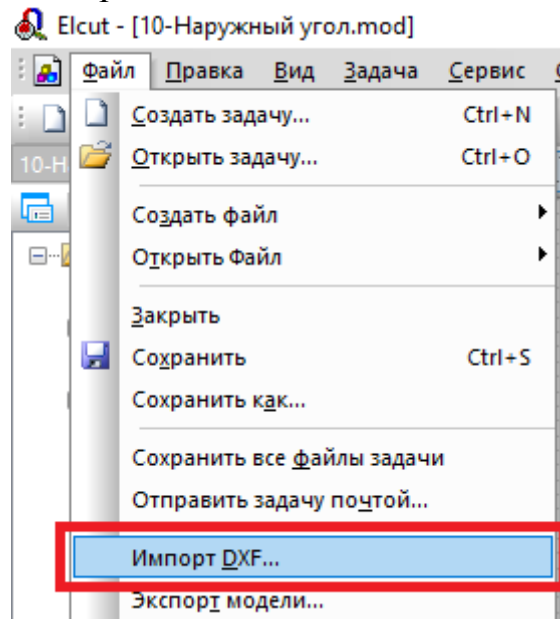 Elcut - [10-Наружный угол.mod]
Файл Правка Вид Задача Сервис
Создать задачу... Ctrl+N
10-Н
Открыть задачу... Ctrl+O
Создать файл
Открыть Файл
Закрыть
Сохранить Ctrl+S
Сохранить как...
Сохранить все файлы задачи
Отправить задачу почтой...
Импорт DXF...
Экспорт модели...